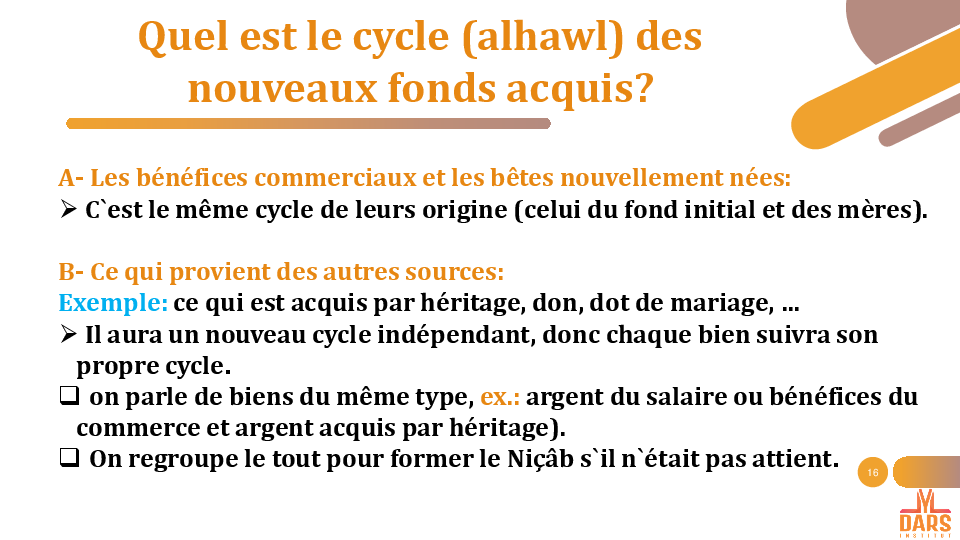 Quel est le cycle (alhawl) des
nouveaux fonds acquis?
A- Les bénéfices commerciaux et les bêtes nouvellement nées:
➢ C`est le même cycle de leurs origine (celui du fond initial et des mères).
B- Ce qui provient des autres sources:
Exemple: ce qui est acquis par héritage, don, dot de mariage, ...
➢ Il aura un nouveau cycle indépendant, donc chaque bien suivra son
propre cycle.
❑ on parle de biens du même type, ex.: argent du salaire ou bénéfices du
commerce et argent acquis par héritage).
❑ On regroupe le tout pour former le Niçâb s`il n`était pas attient.
16
DARS
INSTITUT